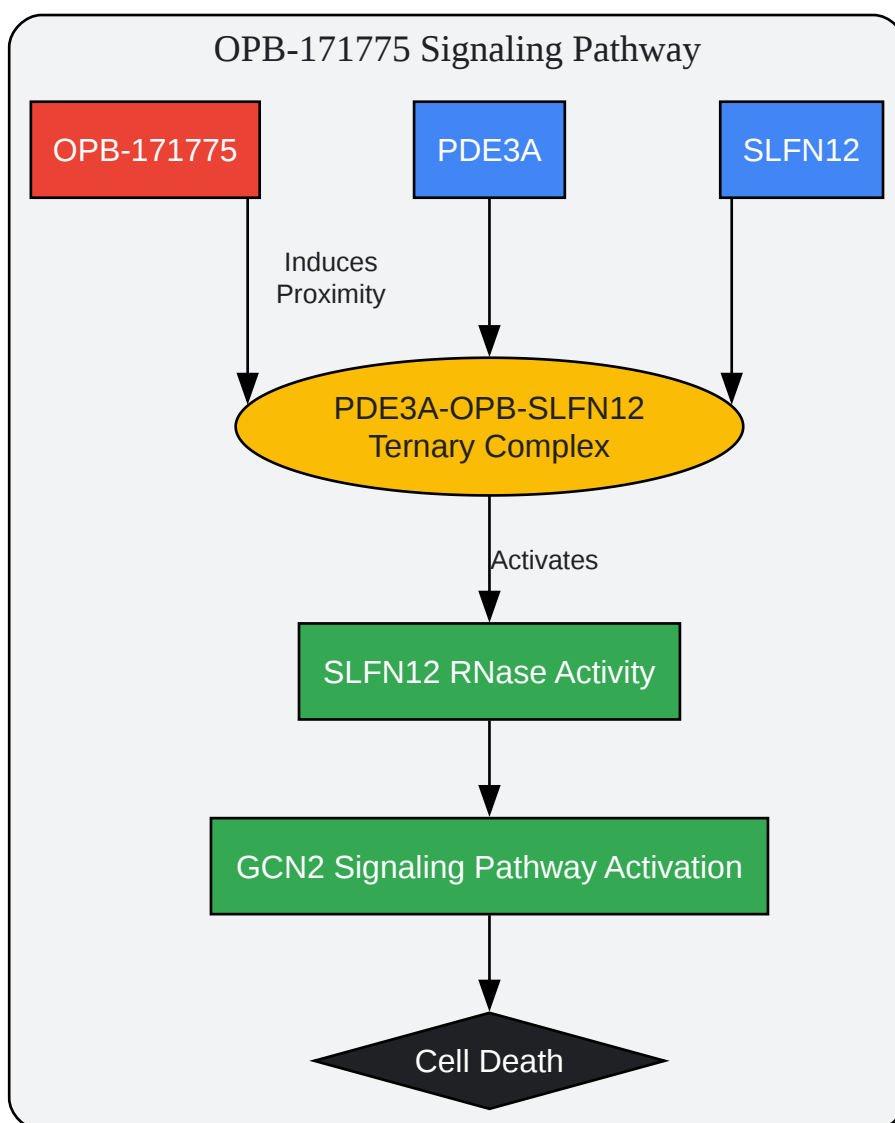 OPB-171775 Signaling Pathway
OPB-171775
PDE3A
SLFN12
Induces
Proximity
PDE3A-OPB-SLFN12
Ternary Complex
Activates
SLFN12 RNase Activity
GCN2 Signaling Pathway Activation
Cell Death